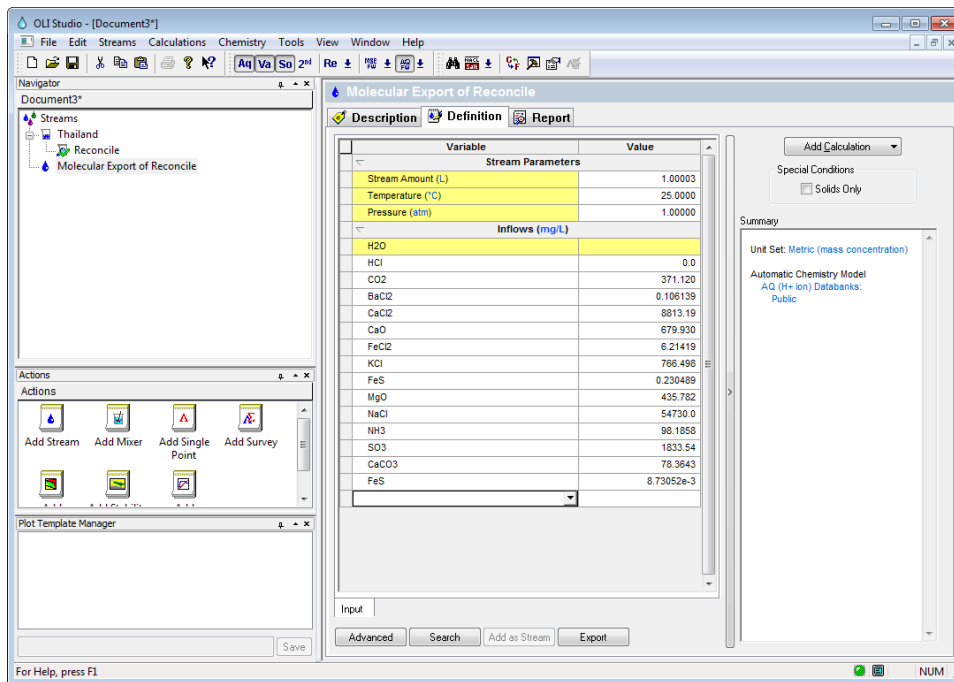 OLI Studio - [Document3*]
File Edit Streams Calculations Chemistry Tools View Window Help
Aq Va So 2nd Re MSE FW AQ FW
Navigator
Document3*
Streams
Thailand
Reconcile
Molecular Export of Reconcile
Actions
Actions
Add Stream Add Mixer Add Single Point Add Survey
Plot Template Manager
Save
Molecular Export of Reconcile
Description Definition Report
Variable Value
Stream Parameters
Stream Amount (L) 1.00003
Temperature (°C) 25.0000
Pressure (atm) 1.00000
Inflows (mg/L)
H2O
HCl 0.0
CO2 371.120
BaCl2 0.106139
CaCl2 8813.19
CaO 679.930
FeCl2 6.21419
KCl 766.498
FeS 0.230489
MgO 435.782
NaCl 54730.0
NH3 98.1858
SO3 1833.54
CaCO3 78.3643
FeS 8.73052e-3
Input
Advanced Search Add as Stream Export
Add Calculation
Special Conditions
Solids Only
Summary
Unit Set: Metric (mass concentration)
Automatic Chemistry Model
AQ (H+ ion) Databanks:
Public
For Help, press F1
NUM